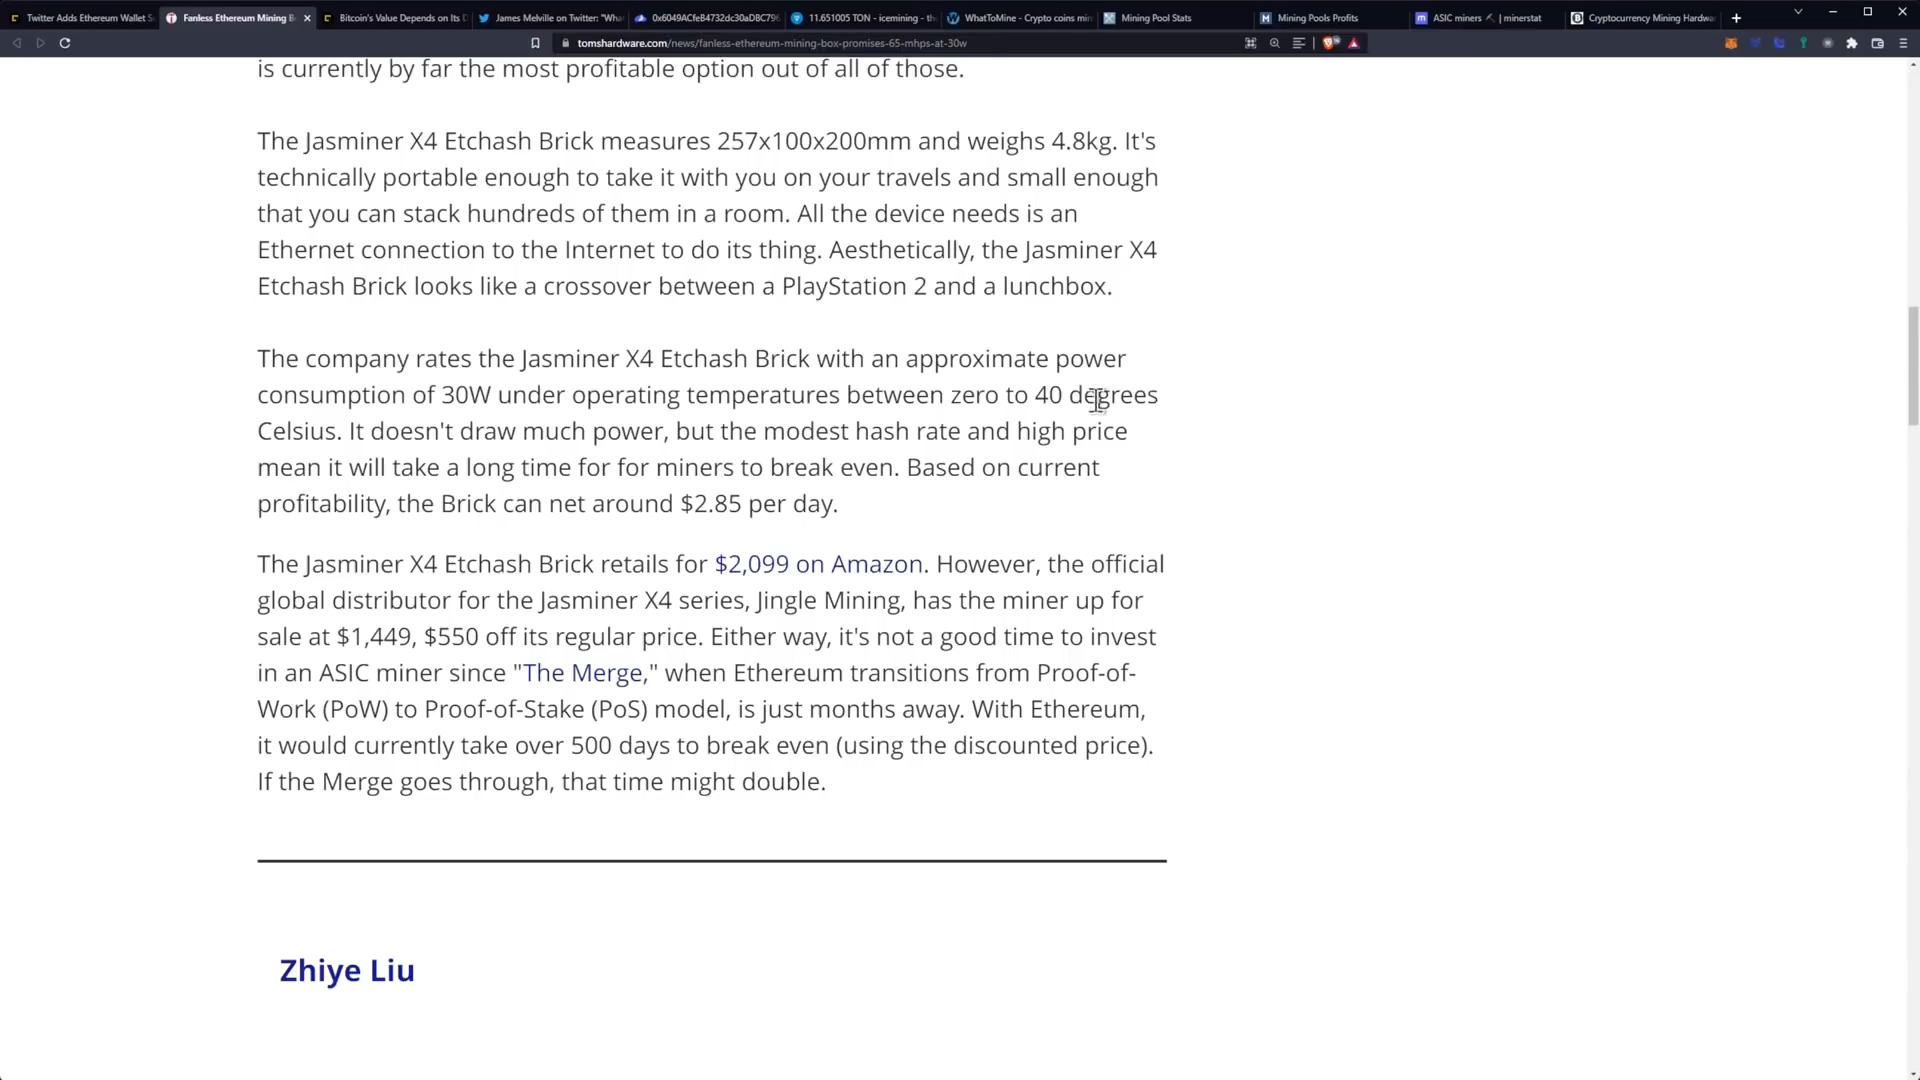 Twitter Adds Ethereum Wallet S
Fanless Ethereum Mining B
Bitcoin's Value Depends on Its D
James Melville on Twitter: "Wha
0x6049ACfeB4732dc30aDBC796
11.651005 TON - icemining - the
WhatToMine - Crypto coins min
Mining Pool Stats
Mining Pools Profits
ASIC miners ⛏ | minerstat
Cryptocurrency Mining Hardwa
tomshardware.com/news/fanless-ethereum-mining-box-promises-65-mhps-at-30w
is currently by far the most profitable option out of all of those.
The Jasminer X4 Etchash Brick measures 257x100x200mm and weighs 4.8kg. It's
technically portable enough to take it with you on your travels and small enough
that you can stack hundreds of them in a room. All the device needs is an
Ethernet connection to the Internet to do its thing. Aesthetically, the Jasminer X4
Etchash Brick looks like a crossover between a PlayStation 2 and a lunchbox.
The company rates the Jasminer X4 Etchash Brick with an approximate power
consumption of 30W under operating temperatures between zero to 40 degrees
Celsius. It doesn't draw much power, but the modest hash rate and high price
mean it will take a long time for for miners to break even. Based on current
profitability, the Brick can net around $2.85 per day.
The Jasminer X4 Etchash Brick retails for $2,099 on Amazon. However, the official
global distributor for the Jasminer X4 series, Jingle Mining, has the miner up for
sale at $1,449, $550 off its regular price. Either way, it's not a good time to invest
in an ASIC miner since "The Merge," when Ethereum transitions from Proof-of-
Work (PoW) to Proof-of-Stake (PoS) model, is just months away. With Ethereum,
it would currently take over 500 days to break even (using the discounted price).
If the Merge goes through, that time might double.
Zhiye Liu